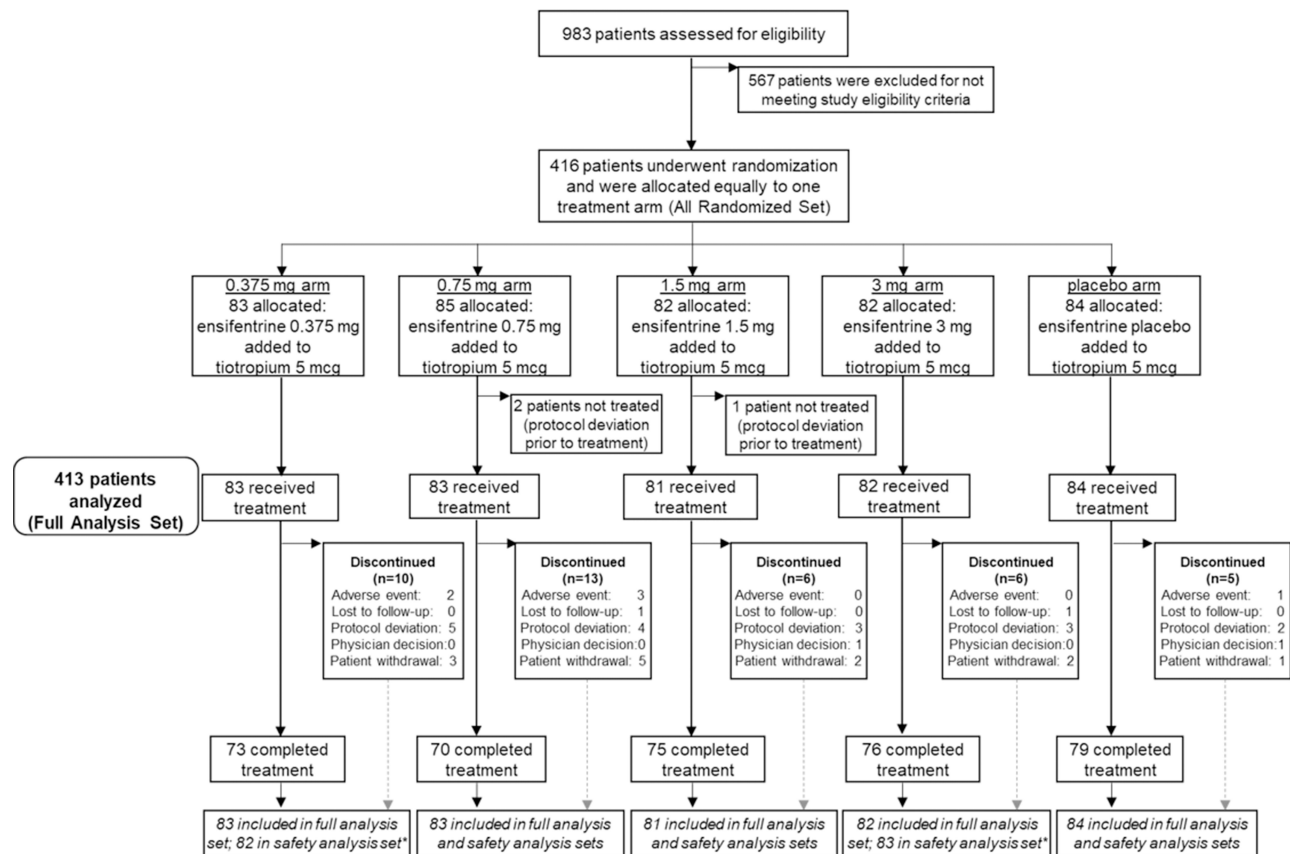 983 patients assessed for eligibility
567 patients were excluded for not
meeting study eligibility criteria
416 patients underwent randomization
and were allocated equally to one
treatment arm (All Randomized Set)
0.375 mg arm
83 allocated:
ensifentrine 0.375 mg
added to
tiotropium 5 mcg
0.75 mg arm
85 allocated:
ensifentrine 0.75 mg
added to
tiotropium 5 mcg
1.5 mg arm
82 allocated:
ensifentrine 1.5 mg
added to
tiotropium 5 mcg
3 mg arm
82 allocated:
ensifentrine 3 mg
added to
tiotropium 5 mcg
placebo arm
84 allocated:
ensifentrine placebo
added to
tiotropium 5 mcg
2 patients not treated
(protocol deviation
prior to treatment)
1 patient not treated
(protocol deviation
prior to treatment)
413 patients
analyzed
(Full Analysis Set)
83 received
treatment
83 received
treatment
81 received
treatment
82 received
treatment
84 received
treatment
Discontinued
(n=10)
Adverse event: 2
Lost to follow-up: 0
Protocol deviation: 5
Physician decision:0
Patient withdrawal: 3
Discontinued
(n=13)
Adverse event: 3
Lost to follow-up: 1
Protocol deviation: 4
Physician decision:0
Patient withdrawal: 5
Discontinued
(n=6)
Adverse event: 0
Lost to follow-up: 0
Protocol deviation: 3
Physician decision: 1
Patient withdrawal: 2
Discontinued
(n=6)
Adverse event: 0
Lost to follow-up: 1
Protocol deviation: 3
Physician decision:0
Patient withdrawal: 2
Discontinued
(n=5)
Adverse event: 1
Lost to follow-up: 0
Protocol deviation: 2
Physician decision:1
Patient withdrawal: 1
73 completed
treatment
70 completed
treatment
75 completed
treatment
76 completed
treatment
79 completed
treatment
83 included in full analysis
set; 82 in safety analysis set*
83 included in full analysis
and safety analysis sets
81 included in full analysis
and safety analysis sets
82 included in full analysis
set; 83 in safety analysis set*
84 included in full analysis
and safety analysis sets